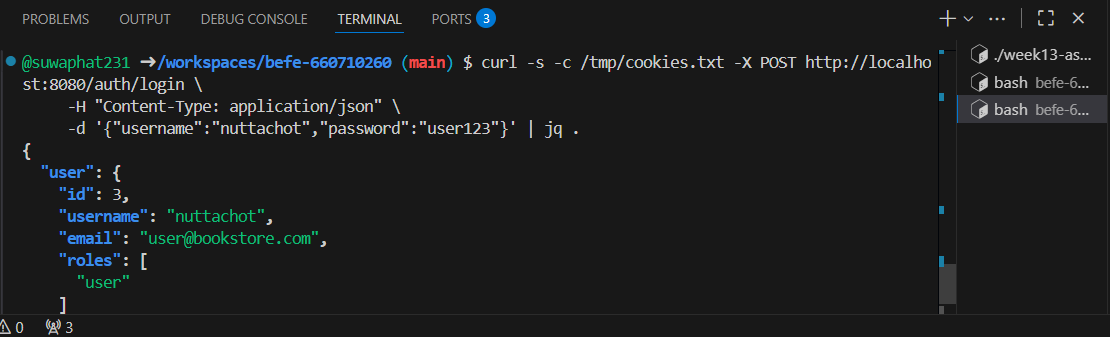 PROBLEMS OUTPUT DEBUG CONSOLE TERMINAL PORTS 3
@suwaphat231 ➜/workspaces/befe-660710260 (main) $ curl -s -c /tmp/cookies.txt -X POST http://localho
st:8080/auth/login \
-H "Content-Type: application/json" \
-d '{"username":"nuttachot","password":"user123"}' | jq .
{
"user": {
"id": 3,
"username": "nuttachot",
"email": "user@bookstore.com",
"roles": [
"user"
]
./week13-as...
bash befe-6...
bash befe-6...
0 3